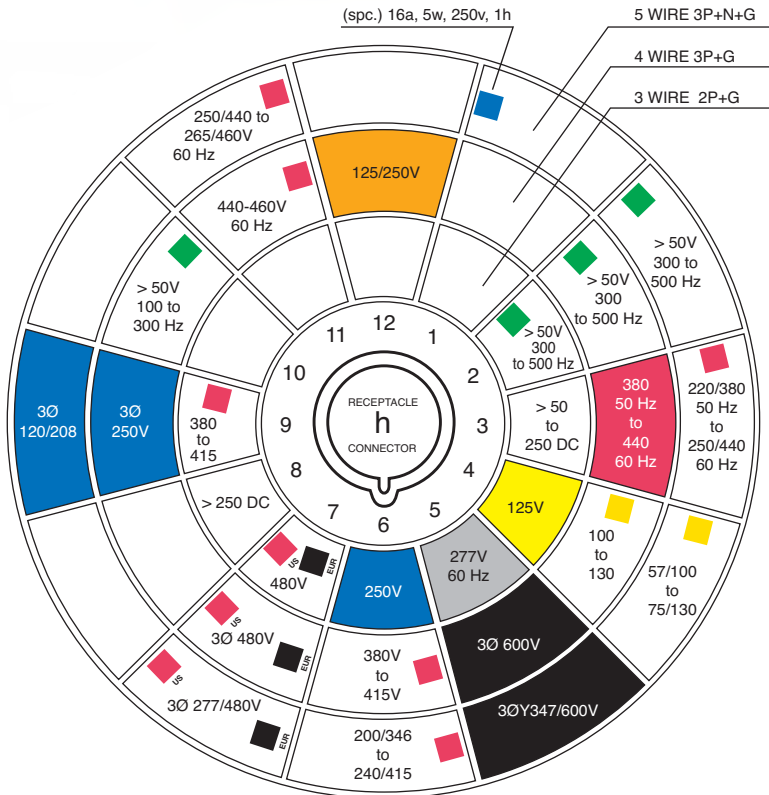 (spc.) 16a, 5w, 250v, 1h
5 WIRE 3P+N+G
4 WIRE 3P+G
3 WIRE 2P+G
250/440 to
265/460V
60 Hz
440-460V
60 Hz
125/250V
> 50V
300 to
500 Hz
> 50V
300
to 500 Hz
> 50V
300
to 500 Hz
> 50V
100 to
300 Hz
12
1
2
3
4
5
6
7
8
9
10
11
RECEPTACLE
h
CONNECTOR
3Ø
120/208
3Ø
250V
380
to
415
> 50
to
250 DC
380
50 Hz
to
440
60 Hz
220/380
50 Hz
to
250/440
60 Hz
> 250 DC
125V
100
to
130
57/100
to
75/130
US
EUR
480V
250V
277V
60 Hz
US
3Ø 480V
EUR
380V
to
415V
3Ø 600V
US
3Ø 277/480V
EUR
200/346
to
240/415
3ØY347/600V